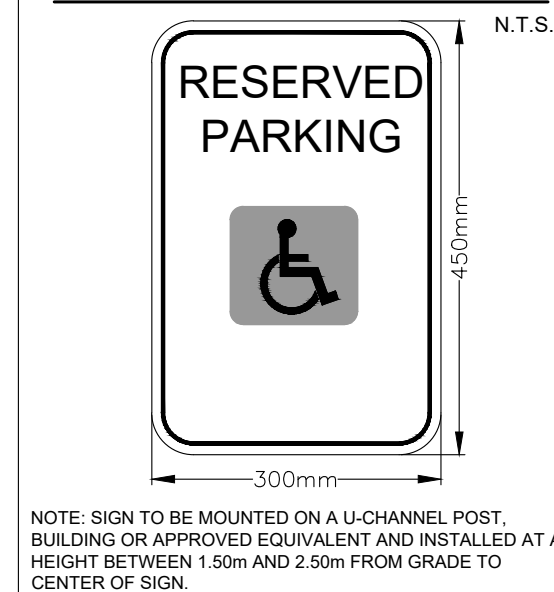 N.T.S.
RESERVED
PARKING
450mm
300mm
NOTE: SIGN TO BE MOUNTED ON A U-CHANNEL POST,
BUILDING OR APPROVED EQUIVALENT AND INSTALLED AT A
HEIGHT BETWEEN 1.50m AND 2.50m FROM GRADE TO
CENTER OF SIGN.